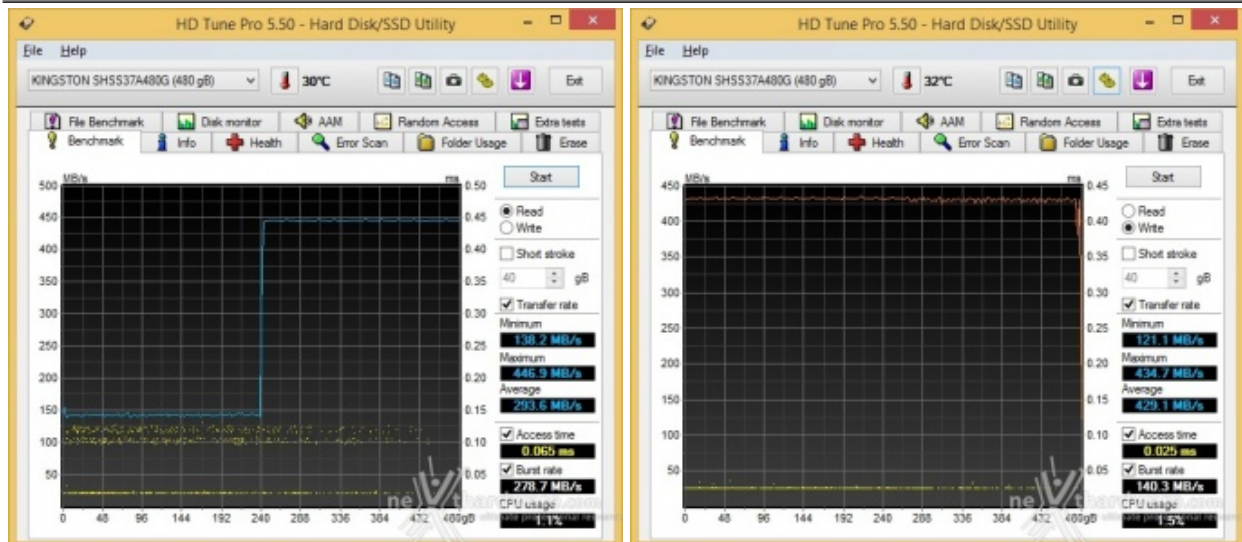 HD Tune Pro 5.50 - Hard Disk/SSD Utility
File Help
KINGSTON SHSS37A480G (480 gB) 30°C Exit
File Benchmark Disk monitor AAM Random Access Extra tests
Benchmark Info Health Error Scan Folder Usage Erase
MB/s ms
Start
500 450 400 350 300 250 200 150 100 50
0.50 0.45 0.40 0.35 0.30 0.25 0.20 0.15 0.10 0.05
0 48 96 144 192 240 288 336 384 432 480gB
Read
Write
Short stroke
40 gB
Transfer rate
Minimum
138.2 MB/s
Maximum
446.9 MB/s
Average
293.6 MB/s
Access time
0.065 ms
Burst rate
278.7 MB/s
CPU usage
1.1%
HD Tune Pro 5.50 - Hard Disk/SSD Utility
File Help
KINGSTON SHSS37A480G (480 gB) 32°C Exit
File Benchmark Disk monitor AAM Random Access Extra tests
Benchmark Info Health Error Scan Folder Usage Erase
MB/s ms
Start
450 400 350 300 250 200 150 100 50
0.45 0.40 0.35 0.30 0.25 0.20 0.15 0.10 0.05
0 48 96 144 192 240 288 336 384 432 480gB
Read
Write
Short stroke
40 gB
Transfer rate
Minimum
121.1 MB/s
Maximum
434.7 MB/s
Average
429.1 MB/s
Access time
0.025 ms
Burst rate
140.3 MB/s
CPU usage
1.5%